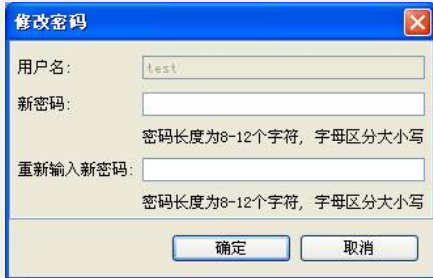 修改密码
用户名: test
新密码:
密码长度为8-12个字符, 字母区分大小写
重新输入新密码:
密码长度为8-12个字符, 字母区分大小写
确定 取消